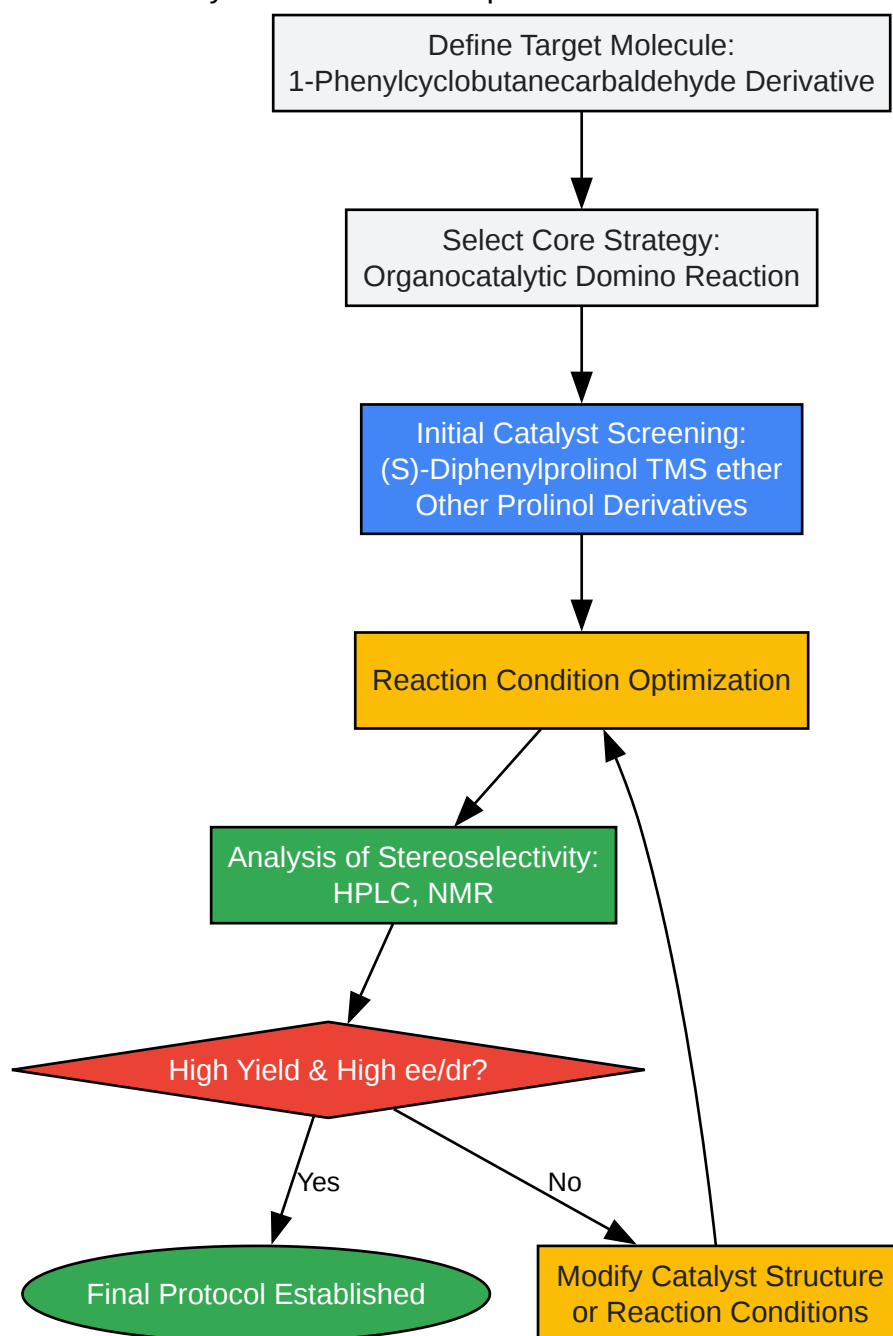 Define Target Molecule:
1-Phenylcyclobutanecarbaldehyde Derivative
Select Core Strategy:
Organocatalytic Domino Reaction
Initial Catalyst Screening:
(S)-Diphenylprolinol TMS ether
Other Prolinol Derivatives
Reaction Condition Optimization
Analysis of Stereoselectivity:
HPLC, NMR
High Yield & High ee/dr?
Yes
No
Final Protocol Established
Modify Catalyst Structure
or Reaction Conditions